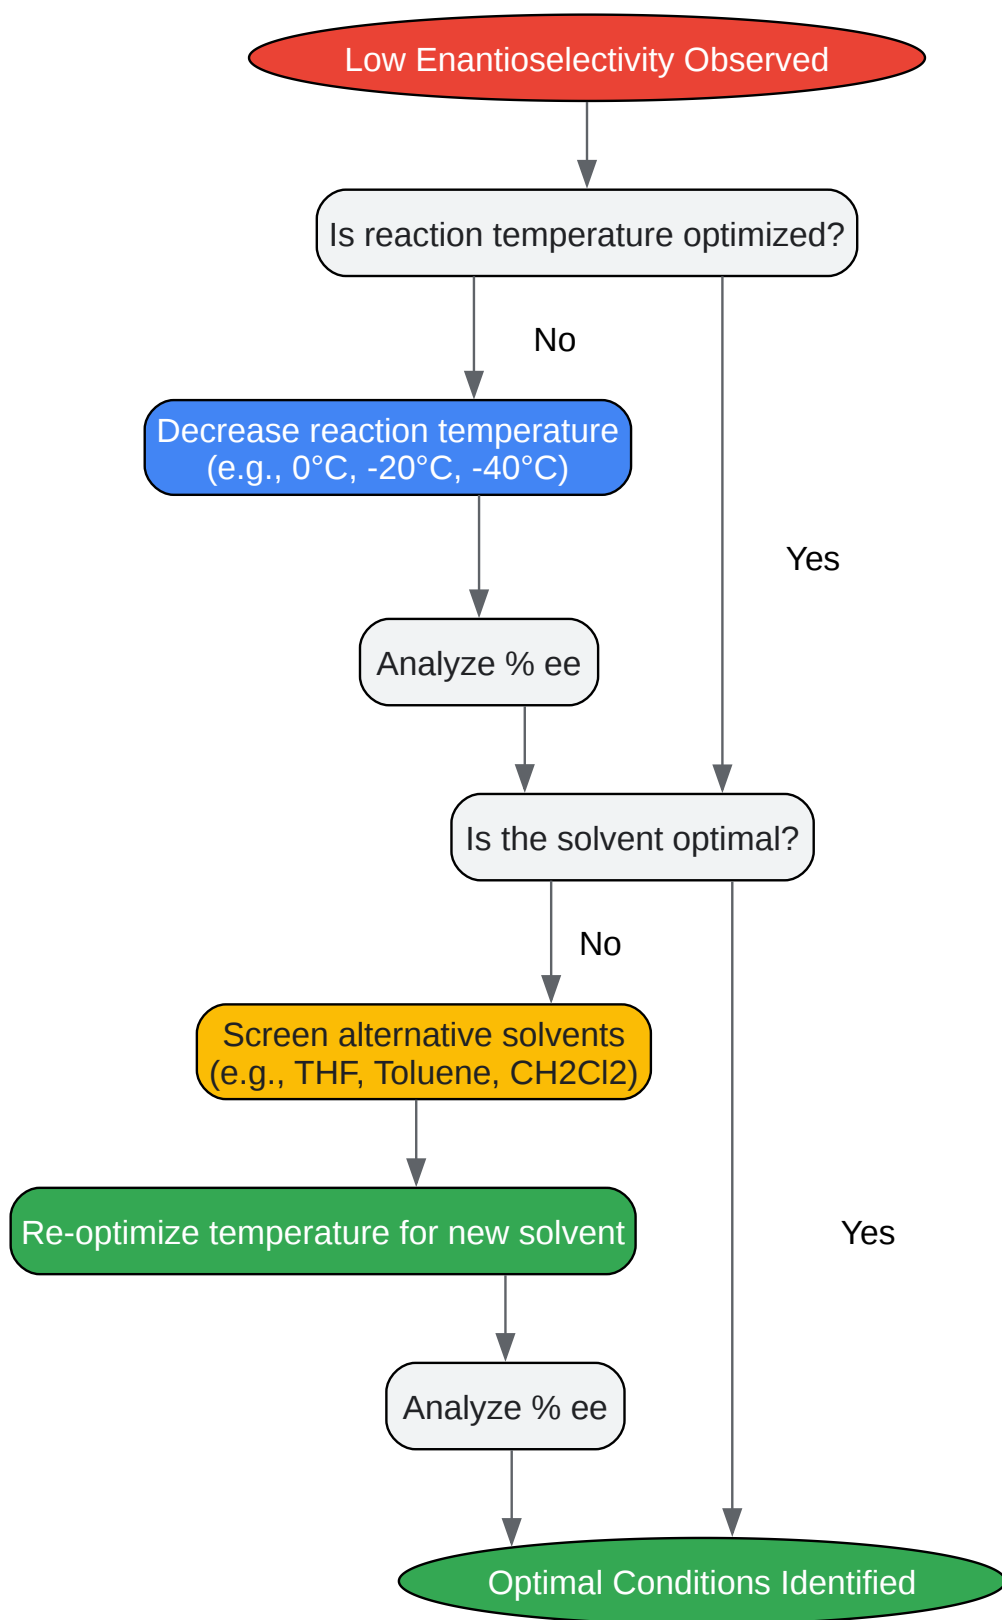 Low Enantioselectivity Observed
Is reaction temperature optimized?
No
Decrease reaction temperature
(e.g., 0°C, -20°C, -40°C)
Yes
Analyze % ee
Is the solvent optimal?
No
Screen alternative solvents
(e.g., THF, Toluene, CH2Cl2)
Re-optimize temperature for new solvent
Yes
Analyze % ee
Optimal Conditions Identified